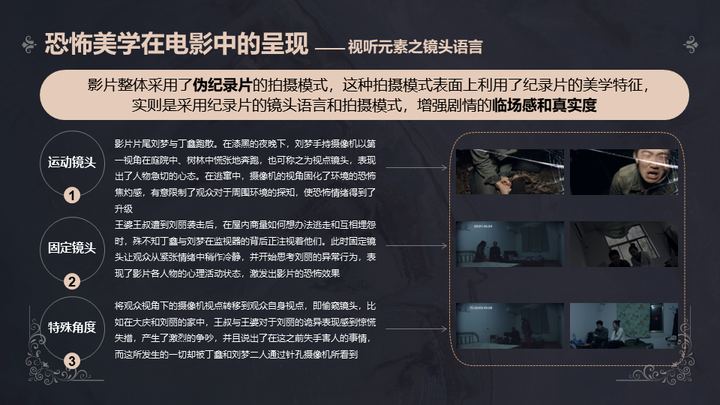 恐怖美学在电影中的呈现 —— 视听元素之镜头语言
影片整体采用了伪纪录片的拍摄模式，这种拍摄模式表面上利用了纪录片的美学特征，
实则是采用纪录片的镜头语言和拍摄模式，增强剧情的临场感和真实度
运动镜头
1
影片片尾刘梦与丁鑫跑散。在漆黑的夜晚下，刘梦手持摄像机以第
一视角在庭院中、树林中慌张地奔跑，也可称之为视点镜头，表现
出了人物急切的心态。在逃窜中，摄像机的视角固化了环境的恐怖
焦灼感，有意限制了观众对于周围环境的探知，使恐怖情绪得到了
升级
固定镜头
2
王婆王叔遭到刘丽袭击后，在屋内商量如何想办法逃走和互相埋怨
时，殊不知丁鑫与刘梦在监视器的背后正注视着他们。此时固定镜
头让观众从紧张情绪中稍作冷静，并开始思考刘丽的异常行为，表
现了影片各人物的心理活动状态，激发出影片的恐怖效果
特殊角度
3
将观众视角下的摄像机视点转移到观众自身视点，即偷窥镜头，比
如在大庆和刘丽的家中，王叔与王婆对于刘丽的诡异表现感到惊慌
失措，产生了激烈的争吵，并且说出了在这之前失手害人的事情，
而这所发生的一切却被丁鑫和刘梦二人通过针孔摄像机所看到